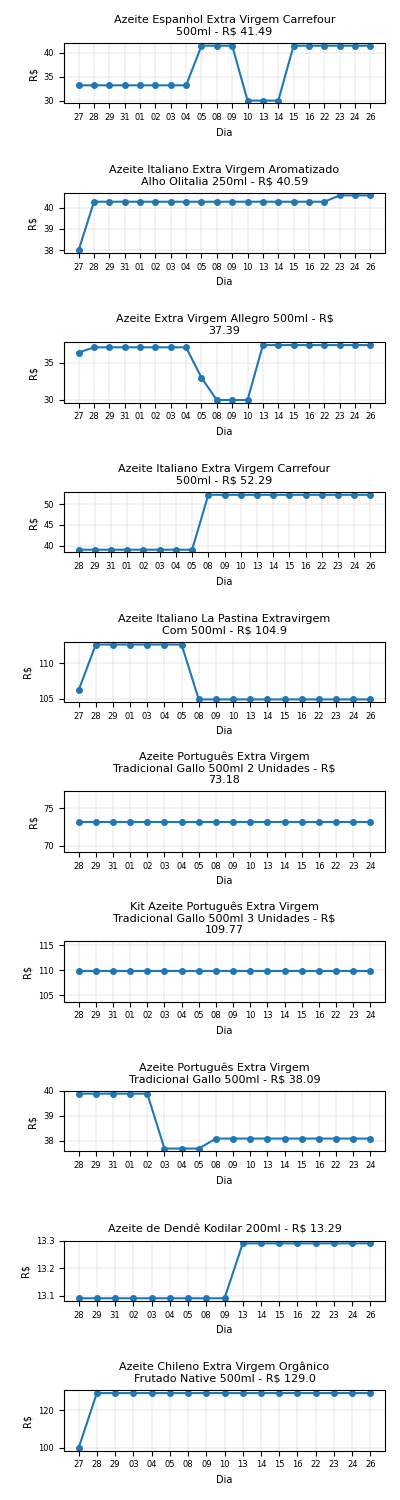 Azeite Espanhol Extra Virgem Carrefour
500ml - R$ 41.49
40
35
30
R$
27 28 29 31 01 02 03 04 05 08 09 10 13 14 15 16 22 23 24 26
Dia
Azeite Italiano Extra Virgem Aromatizado
Alho Olitalia 250ml - R$ 40.59
40
39
38
R$
27 28 29 31 01 02 03 04 05 08 09 10 13 14 15 16 22 23 24 26
Dia
Azeite Extra Virgem Allegro 500ml - R$
37.39
35
30
R$
27 28 29 31 01 02 03 04 05 08 09 10 13 14 15 16 22 23 24 26
Dia
Azeite Italiano Extra Virgem Carrefour
500ml - R$ 52.29
50
45
40
R$
28 29 31 01 02 03 04 05 08 09 10 13 14 15 16 22 23 24 26
Dia
Azeite Italiano La Pastina Extravirgem
Com 500ml - R$ 104.9
110
105
R$
27 28 29 01 03 04 05 08 09 10 13 14 15 16 22 23 24 26
Dia
Azeite Português Extra Virgem
Tradicional Gallo 500ml 2 Unidades - R$
73.18
75
70
R$
28 29 31 01 02 03 04 05 08 09 10 13 14 15 16 22 23 24
Dia
Kit Azeite Português Extra Virgem
Tradicional Gallo 500ml 3 Unidades - R$
109.77
115
110
105
R$
28 29 31 01 02 03 04 05 08 09 10 13 14 15 16 22 23 24
Dia
Azeite Português Extra Virgem
Tradicional Gallo 500ml - R$ 38.09
40
39
38
R$
28 29 31 01 02 03 04 05 08 09 10 13 14 15 16 22 23 24
Dia
Azeite de Dendê Kodilar 200ml - R$ 13.29
13.3
13.2
13.1
R$
28 29 31 02 03 04 05 08 09 13 14 15 16 22 23 24 26
Dia
Azeite Chileno Extra Virgem Orgânico
Frutado Native 500ml - R$ 129.0
120
100
R$
27 28 29 03 04 05 08 09 10 13 14 15 16 22 23 24 26
Dia